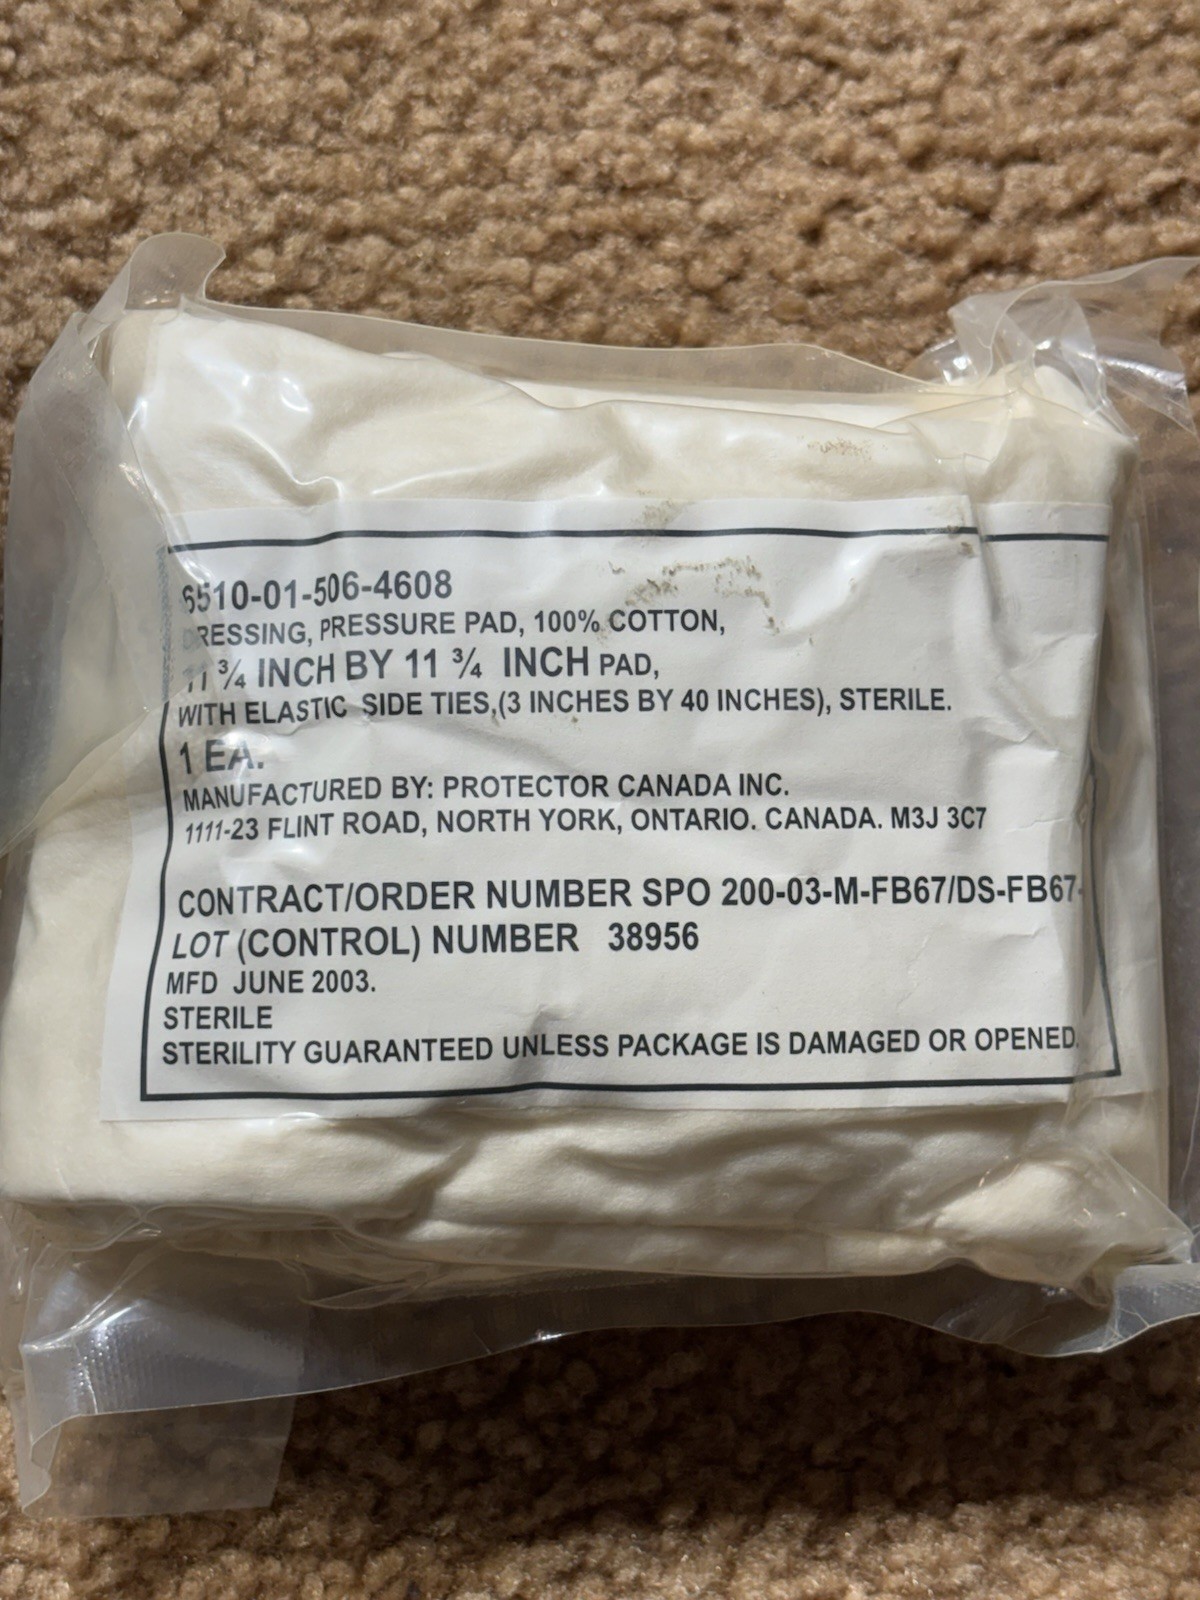 6510-01-506-4608
DRESSING, PRESSURE PAD, 100% COTTON,
11 ¾ INCH BY 11 ¾ INCH PAD,
WITH ELASTIC SIDE TIES,(3 INCHES BY 40 INCHES), STERILE.
1 EA.
MANUFACTURED BY: PROTECTOR CANADA INC.
1111-23 FLINT ROAD, NORTH YORK, ONTARIO. CANADA. M3J 3C7
CONTRACT/ORDER NUMBER SPO 200-03-M-FB67/DS-FB67-
LOT (CONTROL) NUMBER 38956
MFD JUNE 2003.
STERILE
STERILITY GUARANTEED UNLESS PACKAGE IS DAMAGED OR OPENED.